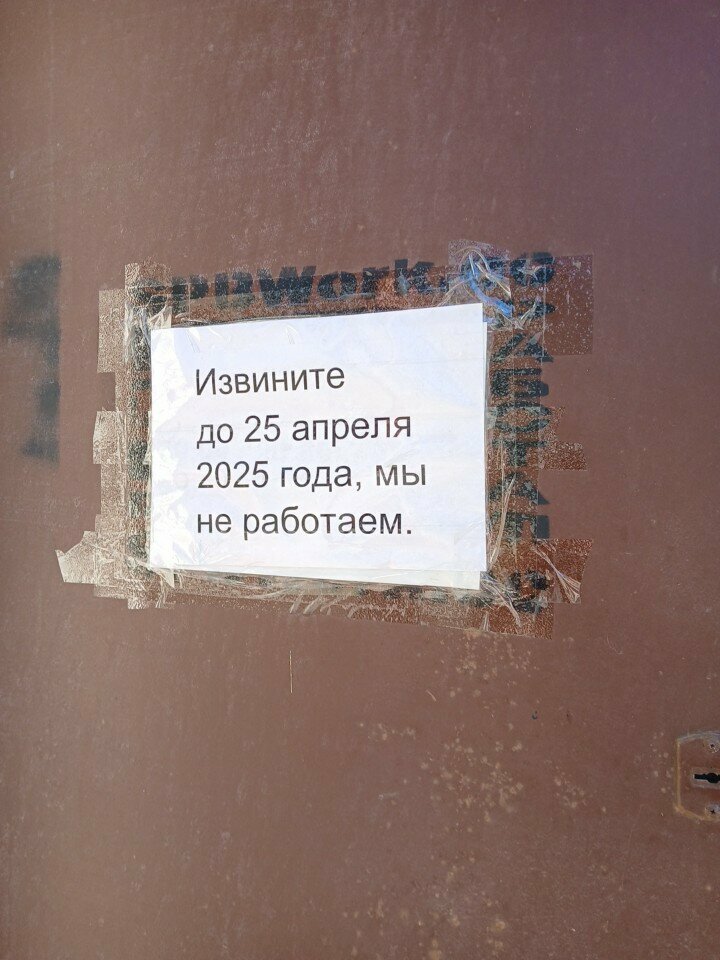 Извините
до 25 апреля
2025 года, мы
не работаем.